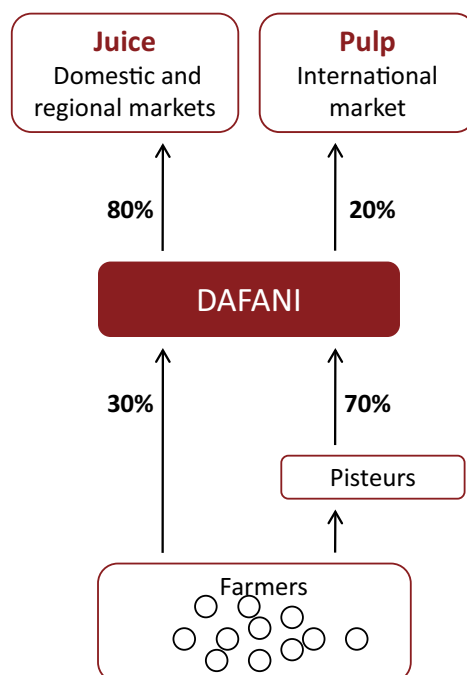 Juice
Domestic and
regional markets
Pulp
International
market
80%
20%
DAFANI
30%
70%
Pisteurs
Farmers